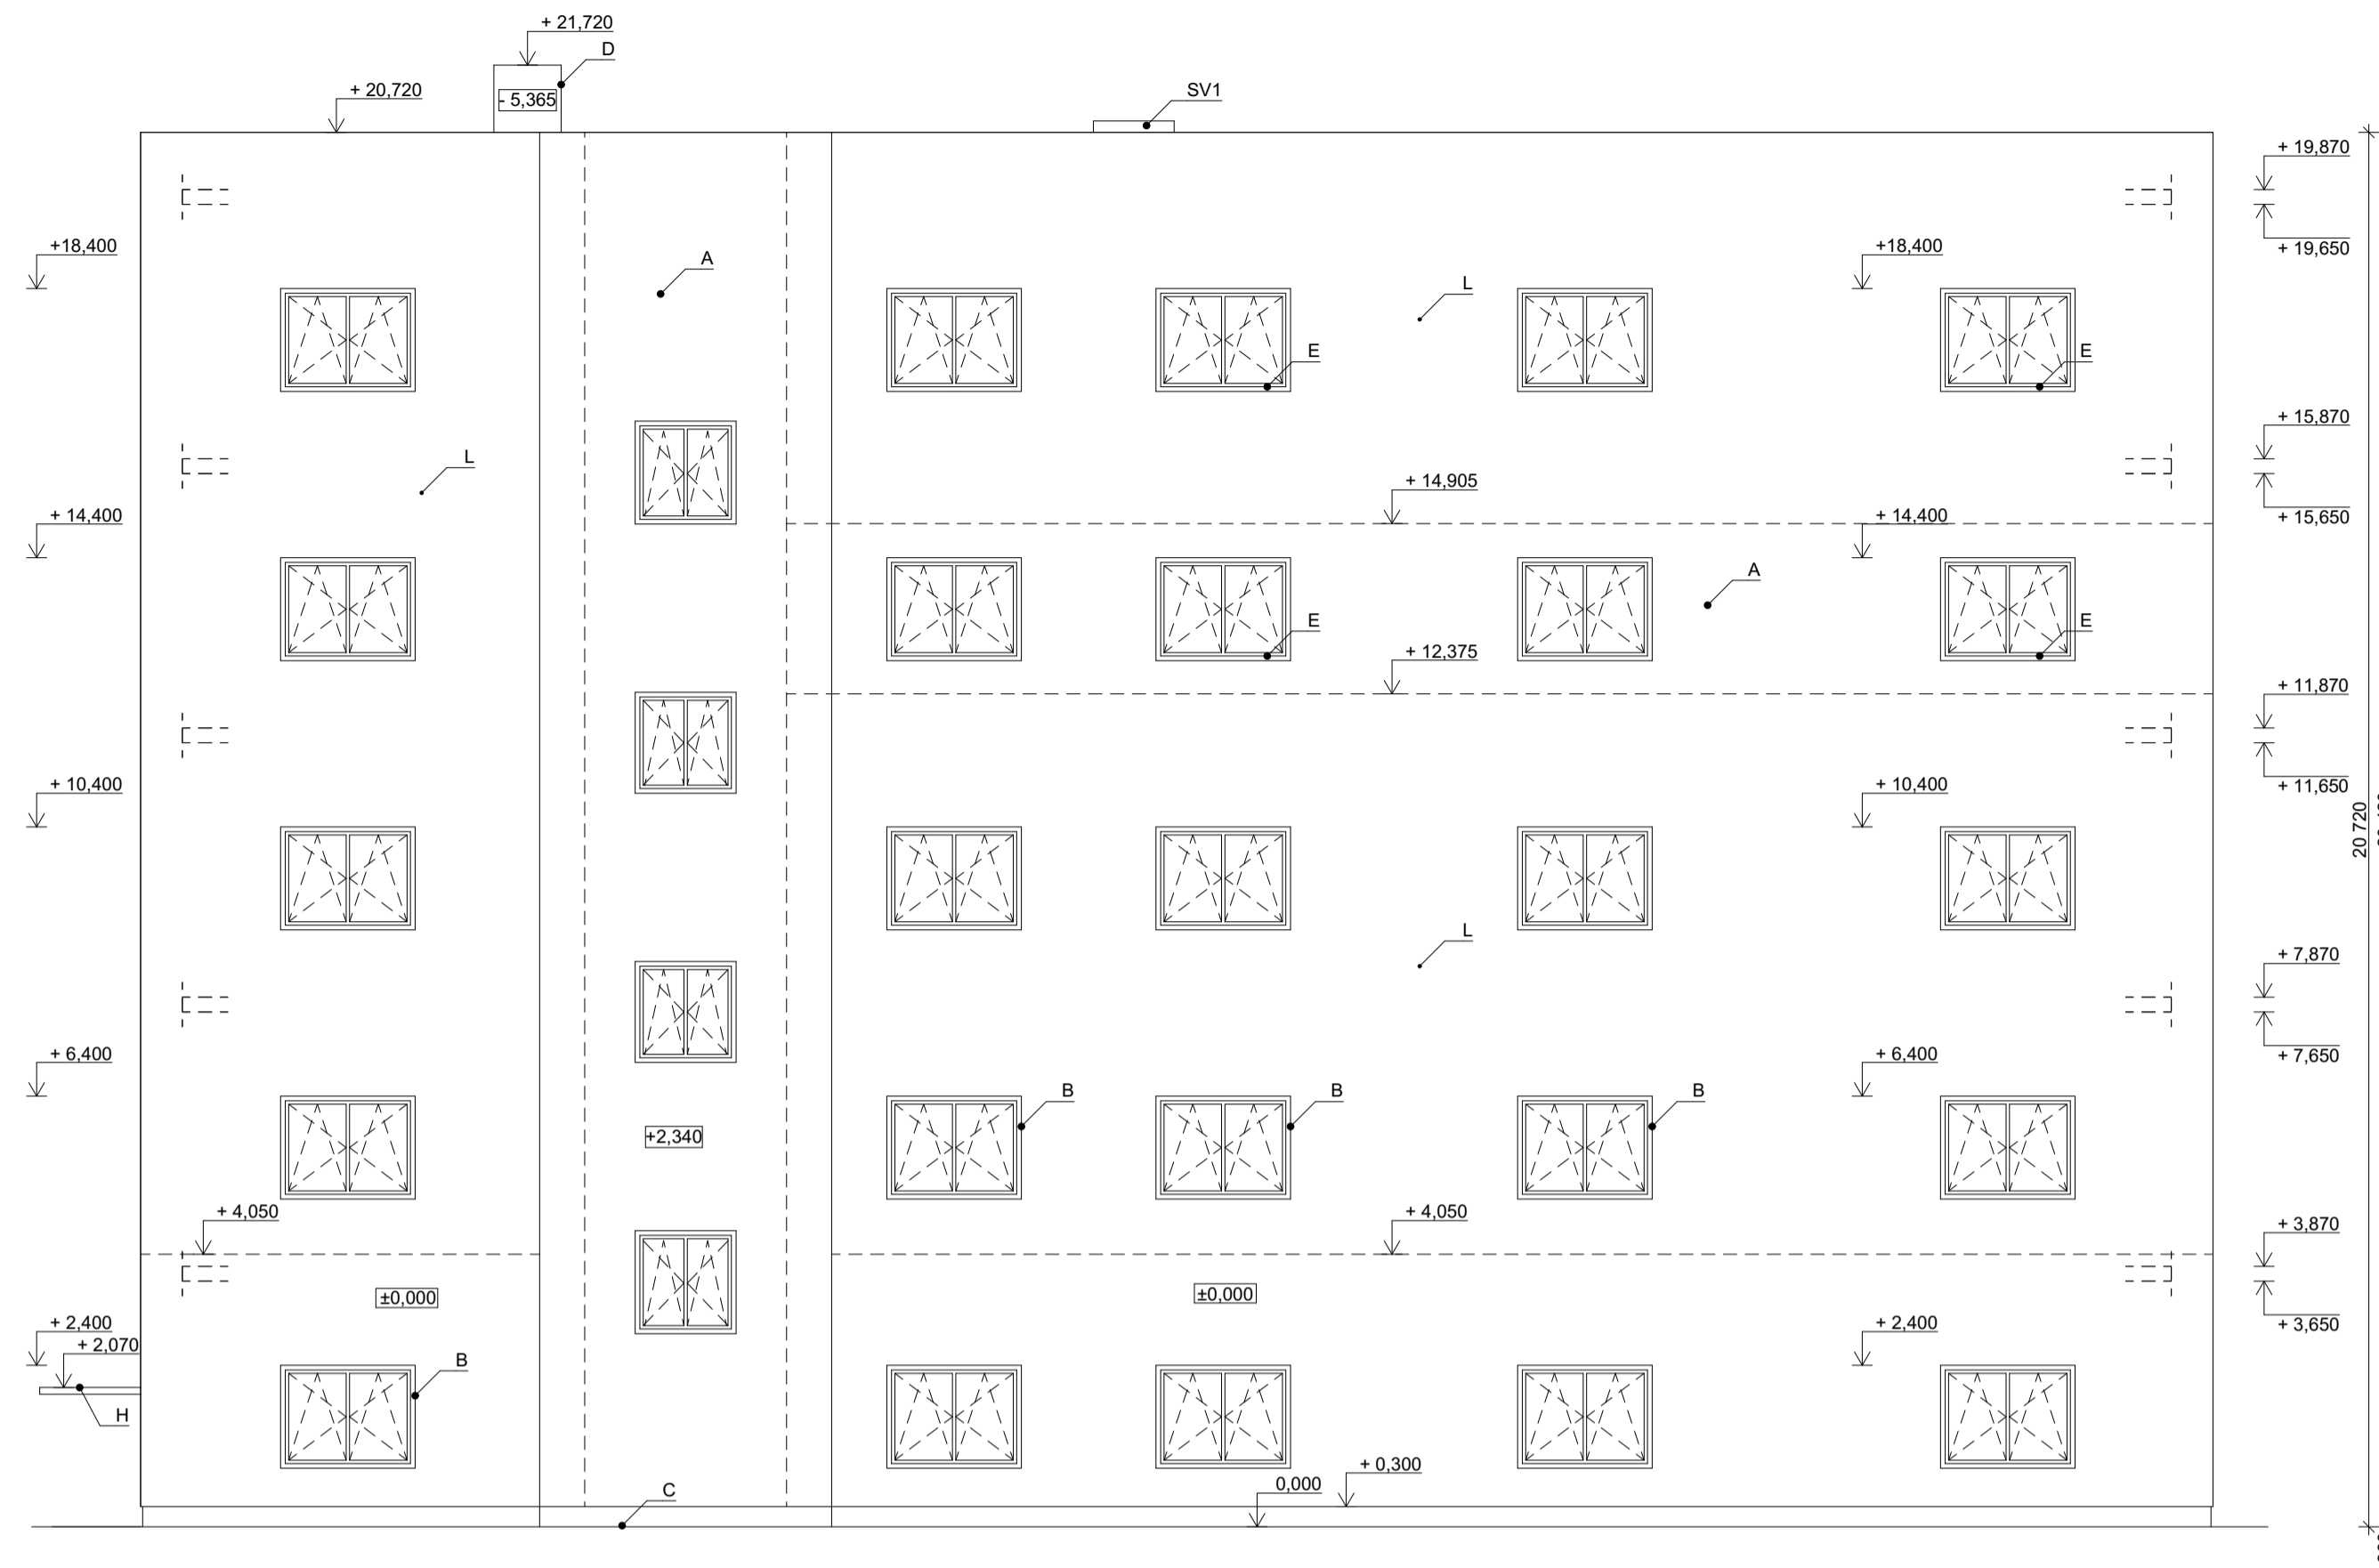 + 21,720
D
+ 20,720
- 5,365
SV1
+ 19,870
+18,400
A
+18,400
+ 19,650
L
E
E
+ 15,870
L
+ 14,905
+ 14,400
+ 14,400
+ 15,650
A
E
E
+ 12,375
+ 11,870
+ 10,400
+ 10,400
+ 11,650
20 720
L
+ 7,870
+ 6,400
+ 6,400
+ 7,650
B
B
B
+2,340
+ 4,050
+ 4,050
+ 3,870
±0,000
±0,000
+ 2,400
+ 2,400
+ 3,650
+ 2,070
B
H
+ 0,300
C
0,000